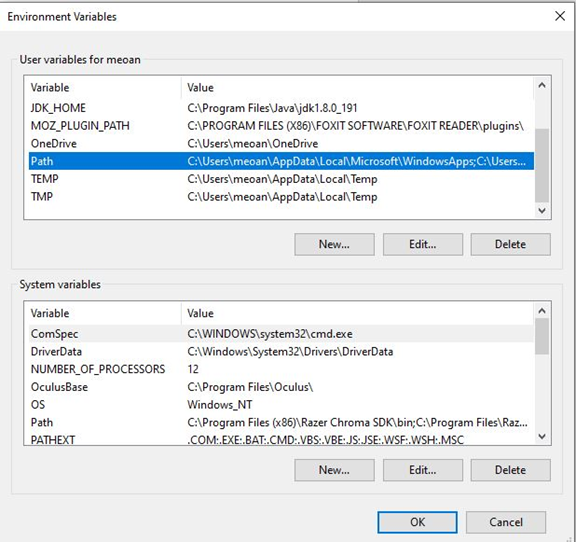 Environment Variables
User variables for meoan
Variable Value
JDK_HOME C:\Program Files\Java\jdk1.8.0_191
MOZ_PLUGIN_PATH C:\PROGRAM FILES (X86)\FOXIT SOFTWARE\FOXIT READER\plugins\
OneDrive C:\Users\meoan\OneDrive
Path C:\Users\meoan\AppData\Local\Microsoft\WindowsApps;C:\Users...
TEMP C:\Users\meoan\AppData\Local\Temp
TMP C:\Users\meoan\AppData\Local\Temp
New... Edit... Delete
System variables
Variable Value
ComSpec C:\WINDOWS\system32\cmd.exe
DriverData C:\Windows\System32\Drivers\DriverData
NUMBER_OF_PROCESSORS 12
OculusBase C:\Program Files\Oculus\
OS Windows_NT
Path C:\Program Files (x86)\Razer Chroma SDK\bin;C:\Program Files\Raz...
PATHEXT .COM;.EXE;.BAT;.CMD;.VBS;.VBE;.JS;.JSE;.WSF;.WSH;.MSC
New... Edit... Delete
OK Cancel